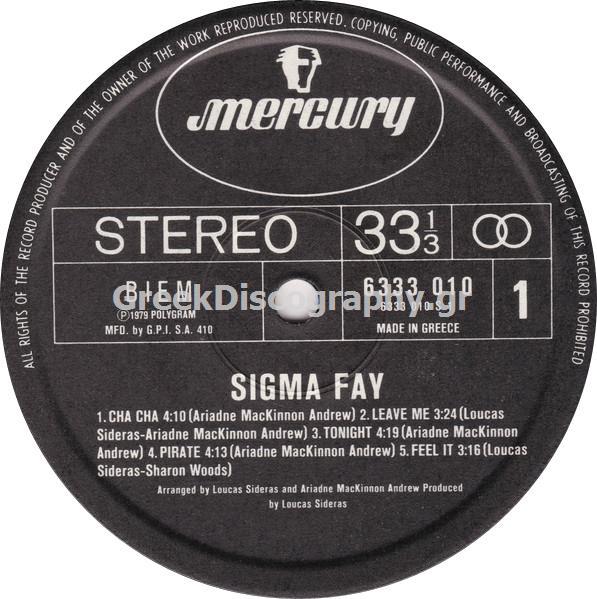 ALL RIGHTS OF THE RECORD PRODUCER AND OF THE OWNER OF THE WORK REPRODUCED RESERVED. COPYING, PUBLIC PERFORMANCE AND BROADCASTING OF THIS RECORD PROHIBITED
mercury
STEREO 33 1/3
BIEM 6333 010 1
GreekDiscography.gr
Ⓟ1979 POLYGRAM
MFD. by G.P.I. S.A. 410 MADE IN GREECE
SIGMA FAY
1. CHA CHA 4:10 (Ariadne MacKinnon Andrew) 2. LEAVE ME 3:24 (Loucas
Sideras-Ariadne MacKinnon Andrew) 3. TONIGHT 4:19 (Ariadne MacKinnon
Andrew) 4. PIRATE 4:13 (Ariadne MacKinnon Andrew) 5. FEEL IT 3:16 (Loucas
Sideras-Sharon Woods)
Arranged by Loucas Sideras and Ariadne MacKinnon Andrew Produced
by Loucas Sideras